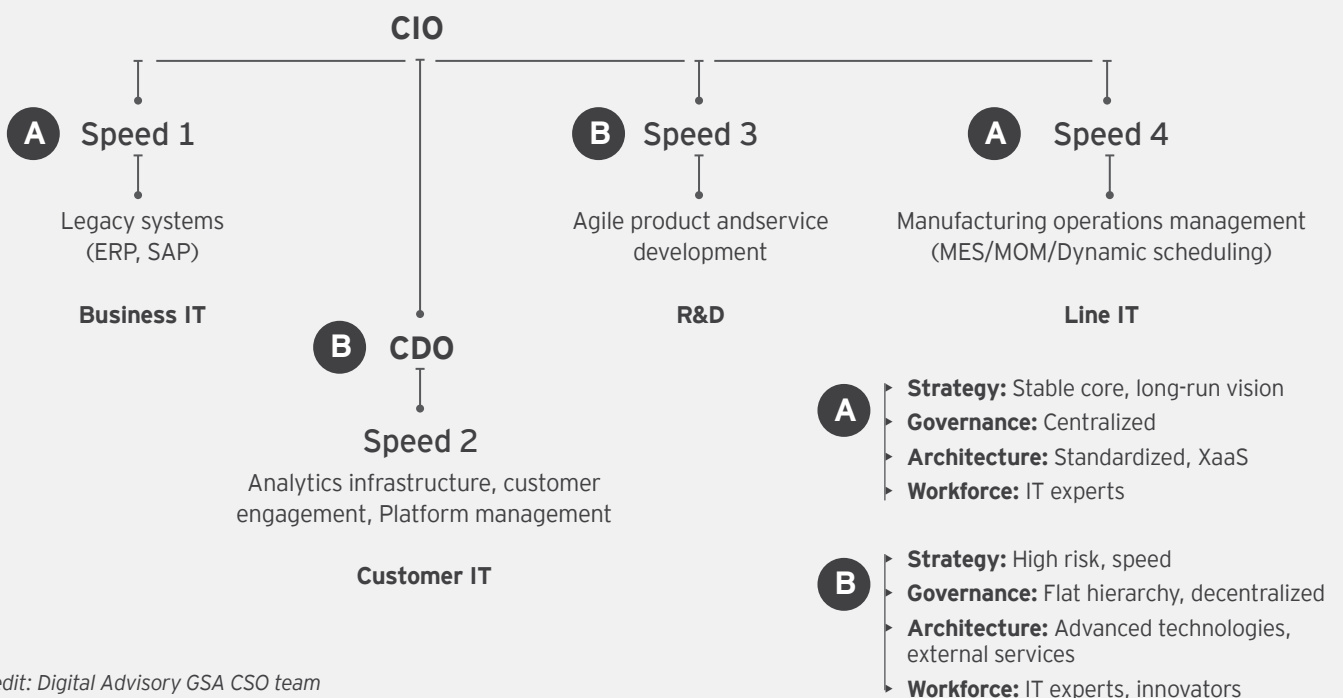 CIO
A Speed 1
Legacy systems
(ERP, SAP)
Business IT
B CDO
Speed 2
Analytics infrastructure, customer
engagement, Platform management
Customer IT
B Speed 3
Agile product andservice
development
R&D
A Speed 4
Manufacturing operations management
(MES/MOM/Dynamic scheduling)
Line IT
A
Strategy: Stable core, long-run vision
Governance: Centralized
Architecture: Standardized, XaaS
Workforce: IT experts
B
Strategy: High risk, speed
Governance: Flat hierarchy, decentralized
Architecture: Advanced technologies,
external services
Workforce: IT experts, innovators
edit: Digital Advisory GSA CSO team